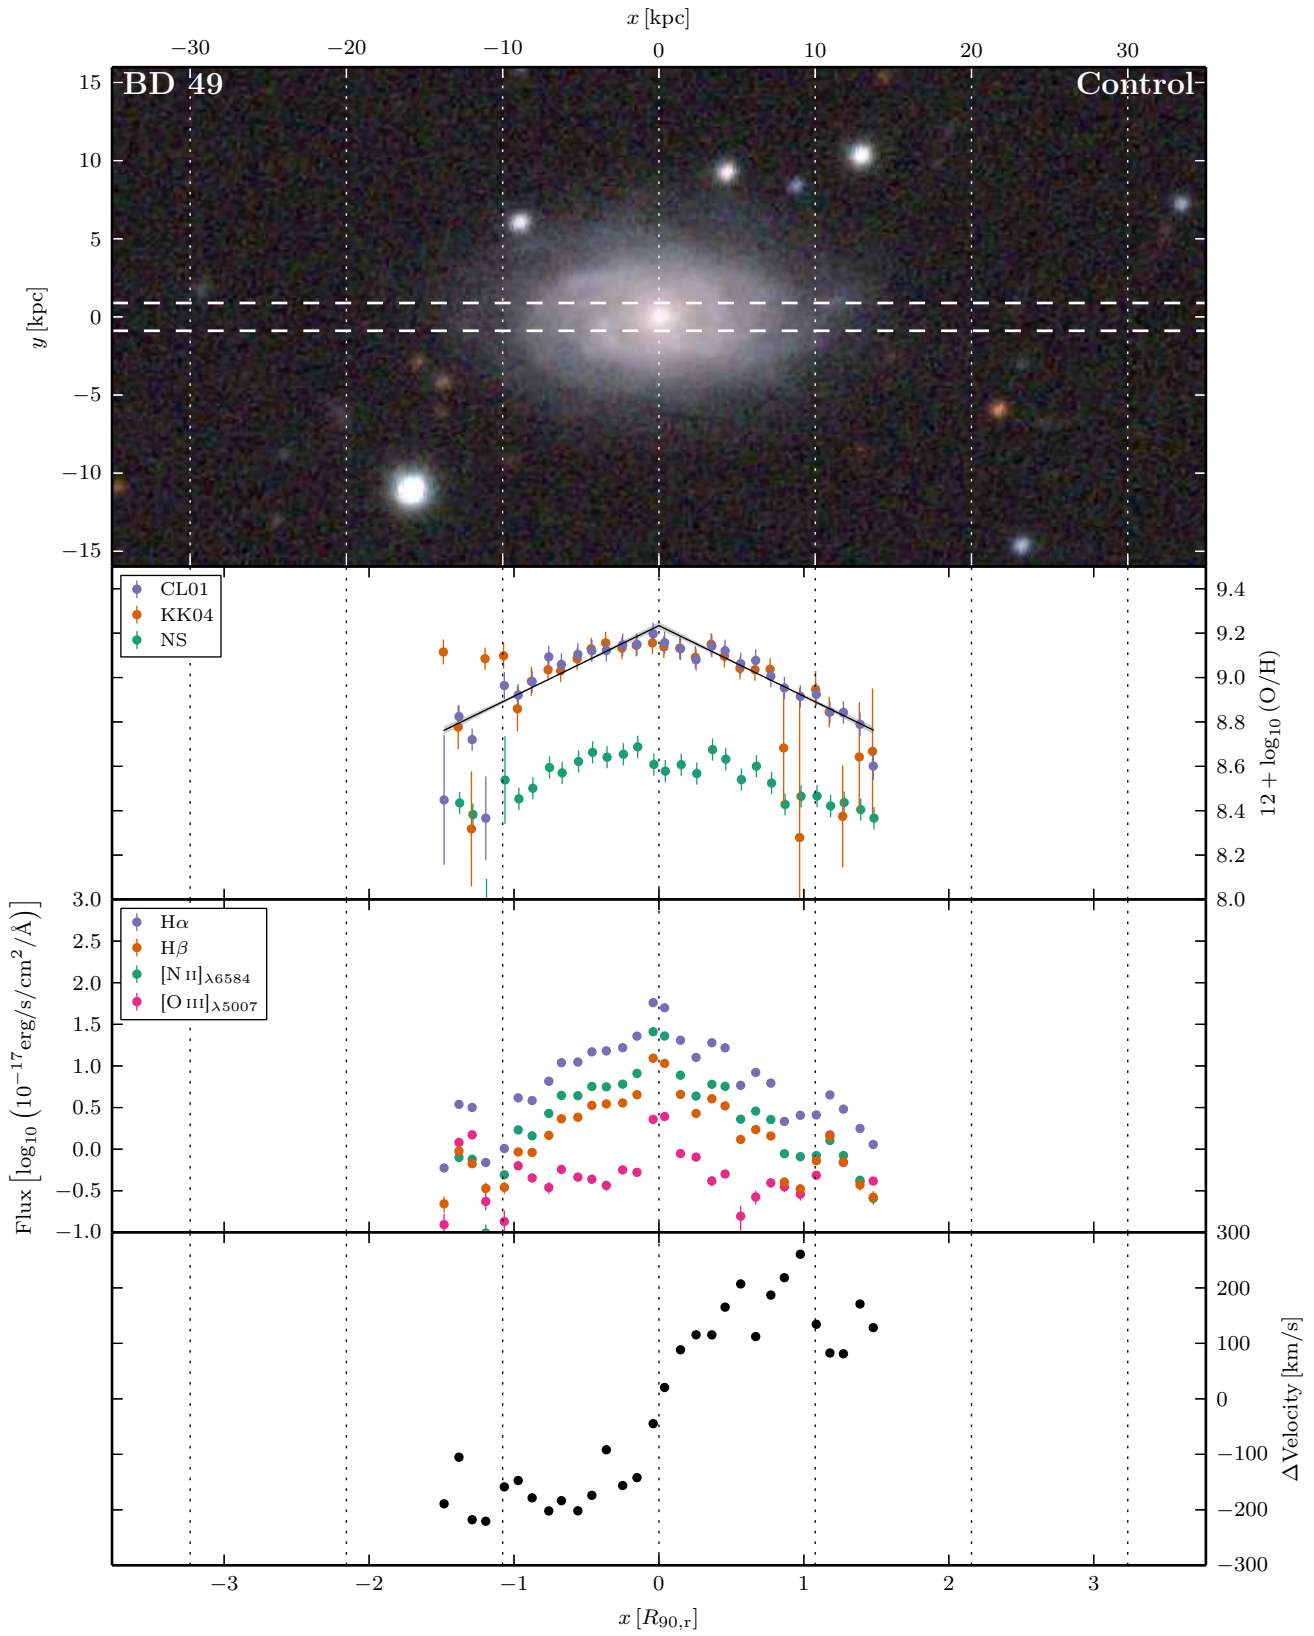 x [kpc]
−30 −20 −10 0 10 20 30
BD 49 Control
15
10
5
0
−5
−10
−15
y [kpc]
CL01
KK04
NS
9.4
9.2
9.0
8.8
8.6
8.4
8.2
8.0
12 + log₁₀ (O/H)
Hα
Hβ
[N II]λ6584
[O III]λ5007
3.0
2.5
2.0
1.5
1.0
0.5
0.0
−0.5
−1.0
Flux [log₁₀ (10⁻¹⁷erg/s/cm²/Å)]
300
200
100
0
−100
−200
−300
ΔVelocity [km/s]
−3 −2 −1 0 1 2 3
x [R₉₀,ᵣ]